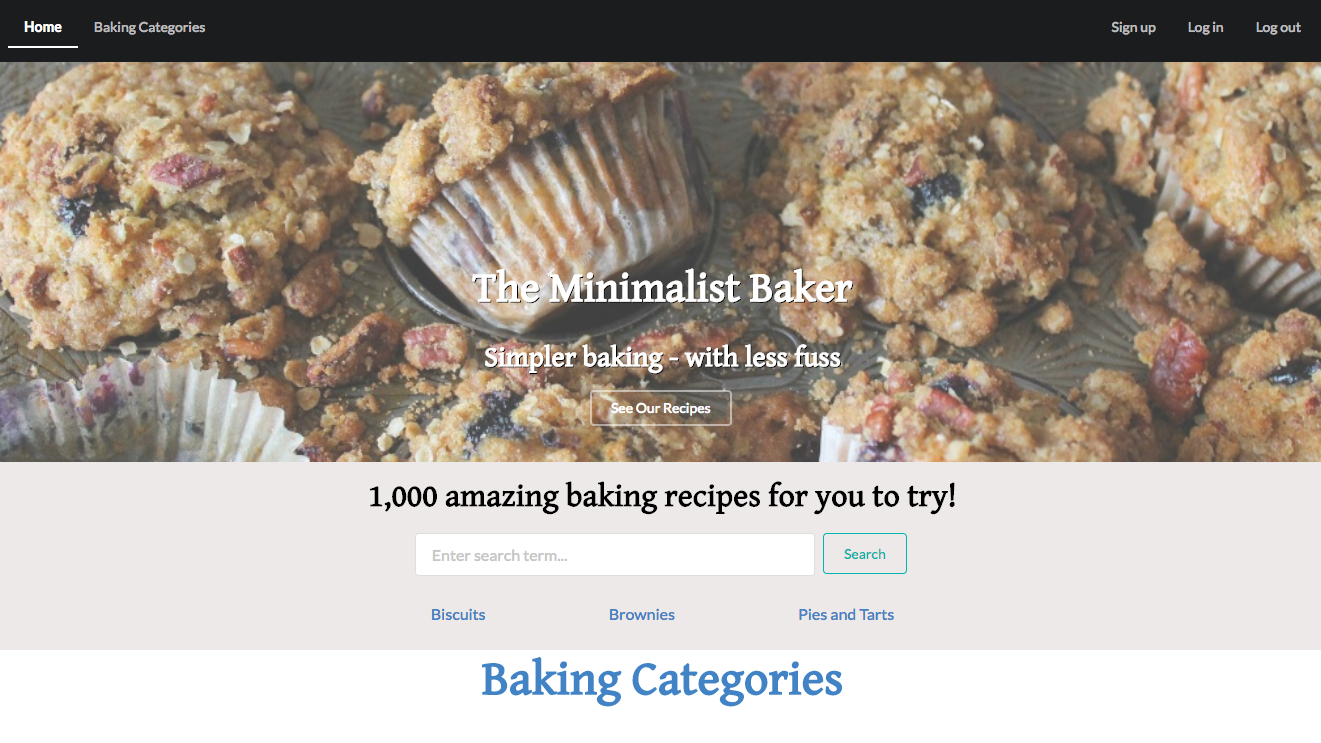 Home Baking Categories Sign up Log in Log out
The Minimalist Baker
Simpler baking - with less fuss
See Our Recipes
1,000 amazing baking recipes for you to try!
Enter search term... Search
Biscuits Brownies Pies and Tarts
Baking Categories